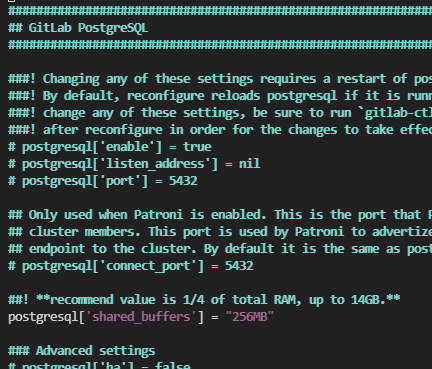 ################################################################
## GitLab PostgreSQL
################################################################
###! Changing any of these settings requires a restart of
###! By default, reconfigure reloads postgresql if it is
###! change any of these settings, be sure to run `gitlab-ctl
###! after reconfigure in order for the changes to take
# postgresql['enable'] = true
# postgresql['listen_address'] = nil
# postgresql['port'] = 5432
## Only used when Patroni is enabled. This is the port that
## cluster members. This port is used by Patroni to advertize
## endpoint to the cluster. By default it is the same as
# postgresql['connect_port'] = 5432
##! **recommend value is 1/4 of total RAM, up to 14GB.**
postgresql['shared_buffers'] = "256MB"
### Advanced settings
# postgresql['ha'] = false